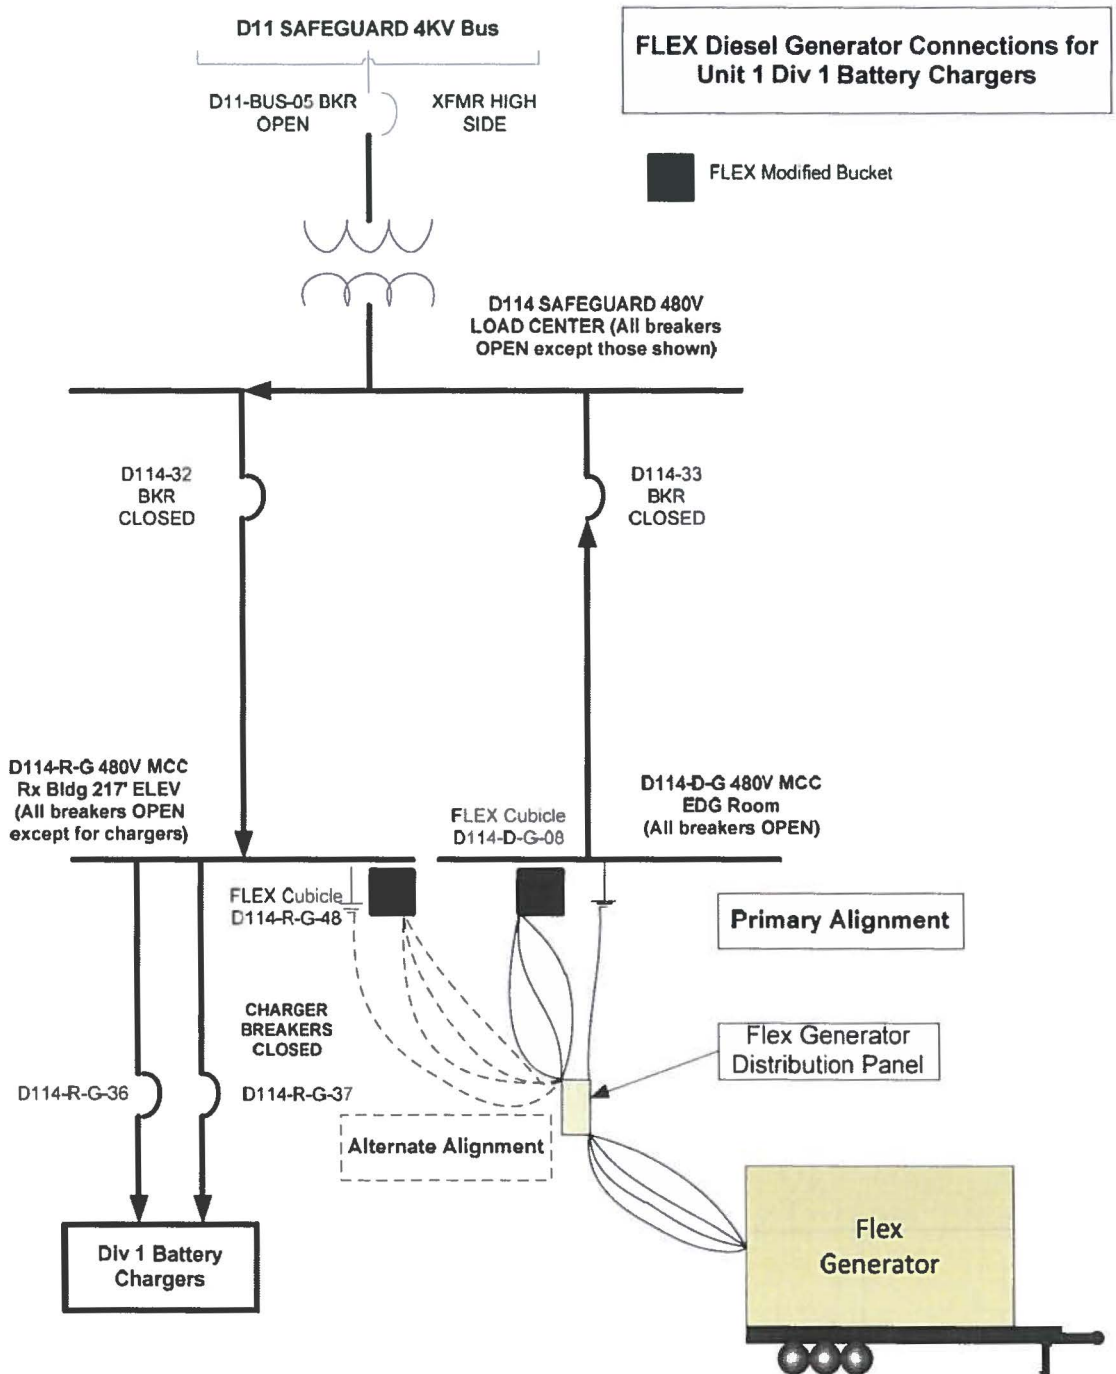 D11 SAFEGUARD 4KV Bus
FLEX Diesel Generator Connections for
Unit 1 Div 1 Battery Chargers
D11-BUS-05 BKR
OPEN
XFMR HIGH
SIDE
FLEX Modified Bucket
D114 SAFEGUARD 480V
LOAD CENTER (All breakers
OPEN except those shown)
D114-32
BKR
CLOSED
D114-33
BKR
CLOSED
D114-R-G 480V MCC
Rx Bldg 217' ELEV
(All breakers OPEN
except for chargers)
FLEX Cubicle
D114-D-G-08
D114-D-G 480V MCC
EDG Room
(All breakers OPEN)
FLEX Cubicle
D114-R-G-48
Primary Alignment
CHARGER
BREAKERS
CLOSED
Flex Generator
Distribution Panel
D114-R-G-36
D114-R-G-37
Alternate Alignment
Div 1 Battery
Chargers
Flex
Generator